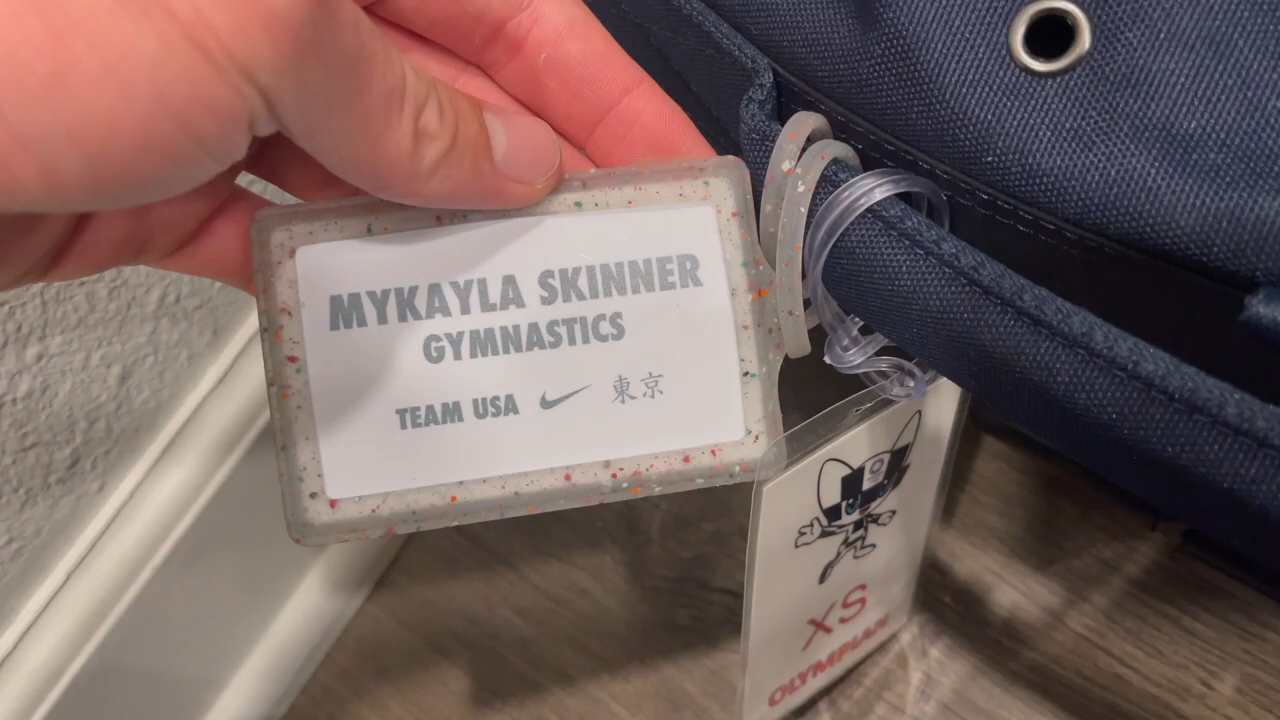 MYKAYLA SKINNER
GYMNASTICS
TEAM USA 東京
XS
OLYMPIAN